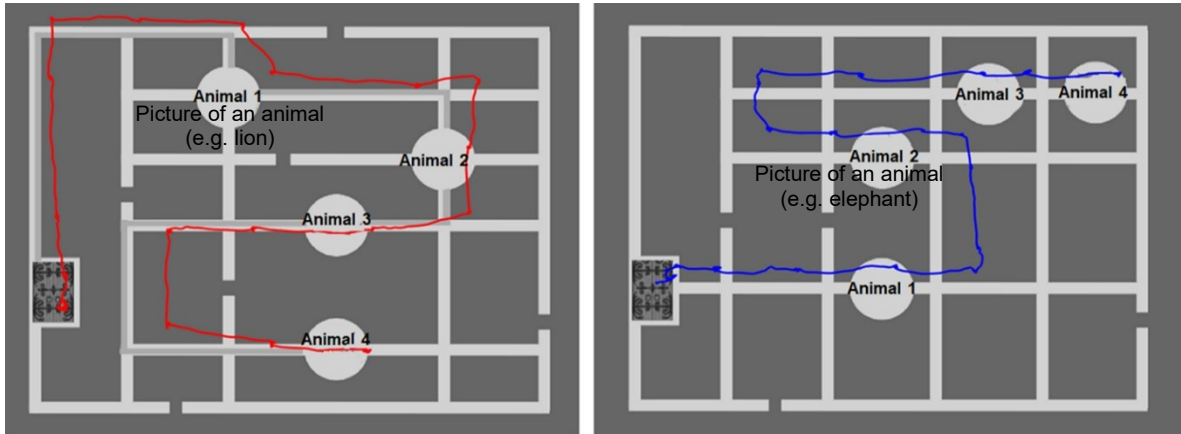 Animal 1
Picture of an animal
(e.g. lion)
Animal 2
Animal 3
Animal 4
Animal 3
Animal 4
Animal 2
Picture of an animal
(e.g. elephant)
Animal 1